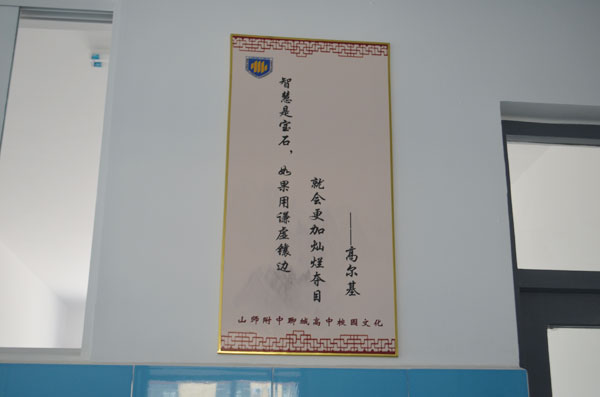 智慧是宝石，如果用谦虚镶边
就会更加灿烂夺目
——高尔基
山师附中聊城高中校园文化